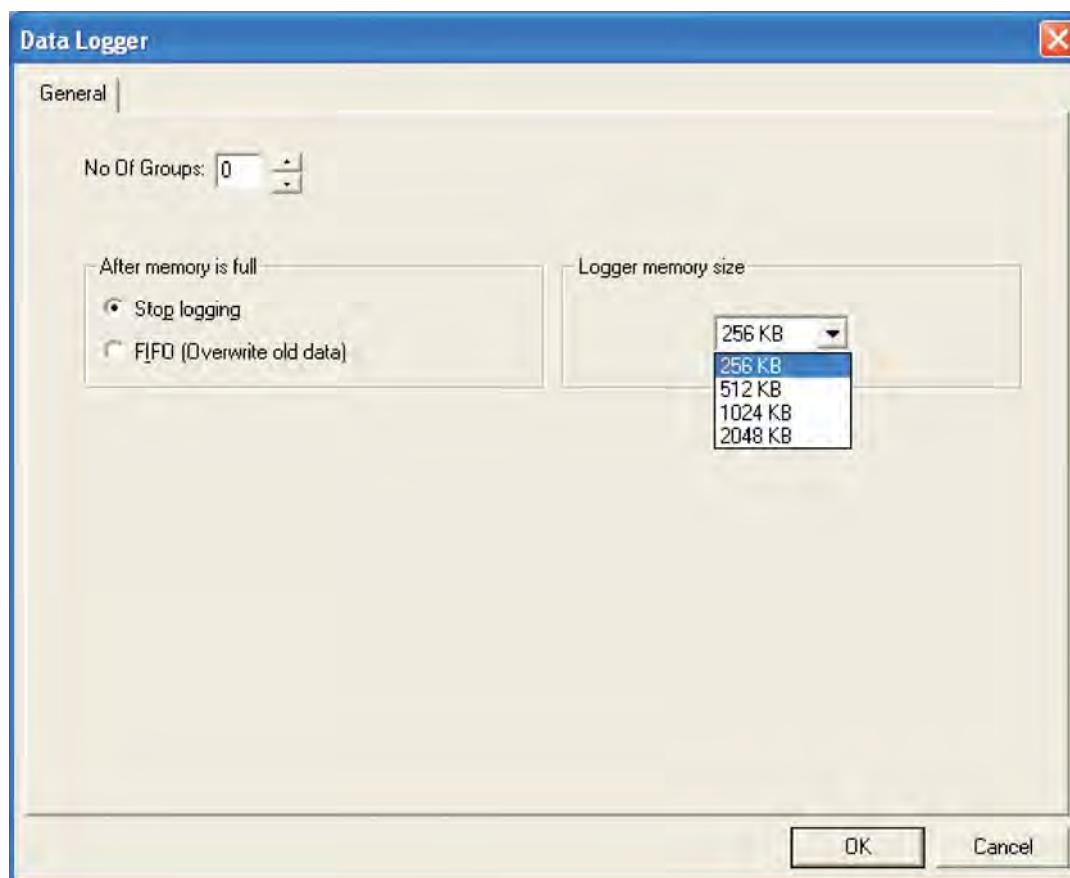 Data Logger
General
No Of Groups: 0
After memory is full
Stop logging
FIFO (Overwrite old data)
Logger memory size
256 KB
256 KB
512 KB
1024 KB
2048 KB
OK
Cancel